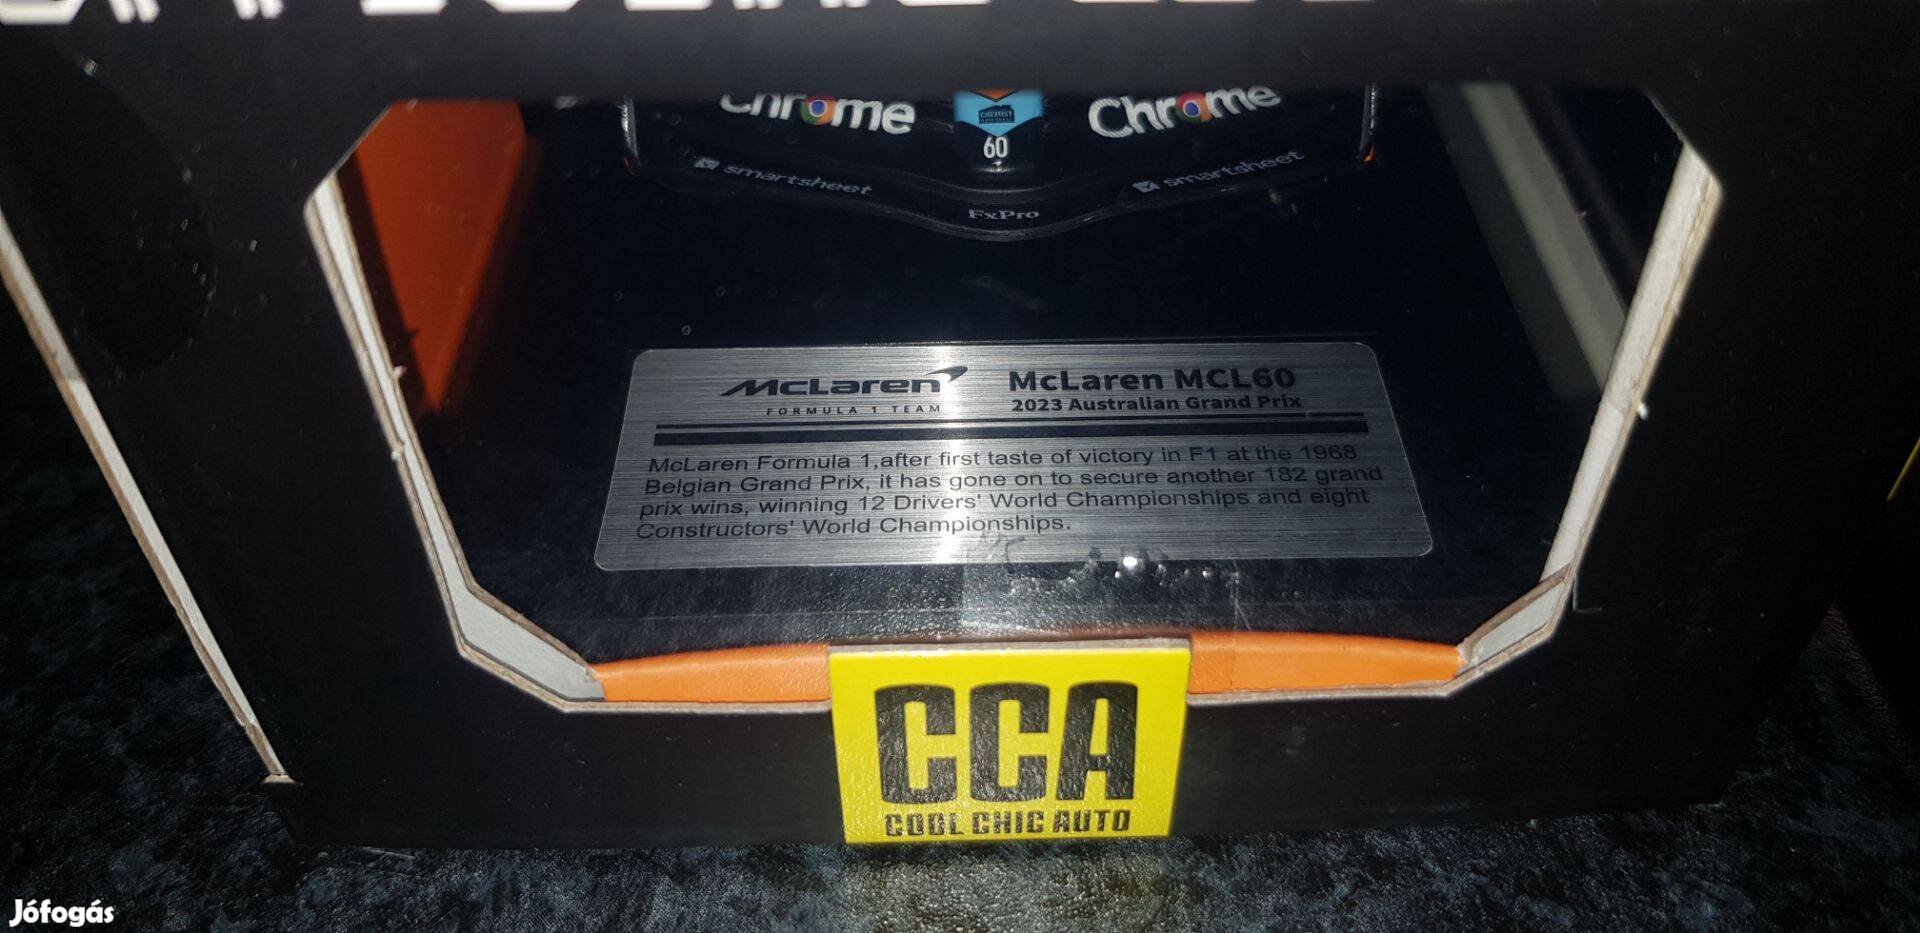 Chrome
Chrome
CHEMIST
60
smartsheet
smartsheet
FxPro
McLaren
FORMULA 1 TEAM
McLaren MCL60
2023 Australian Grand Prix
McLaren Formula 1,after first taste of victory in F1 at the 1968
Belgian Grand Prix, it has gone on to secure another 182 grand
prix wins, winning 12 Drivers' World Championships and eight
Constructors' World Championships.
CCA
COOL CHIC AUTO
Jófogás